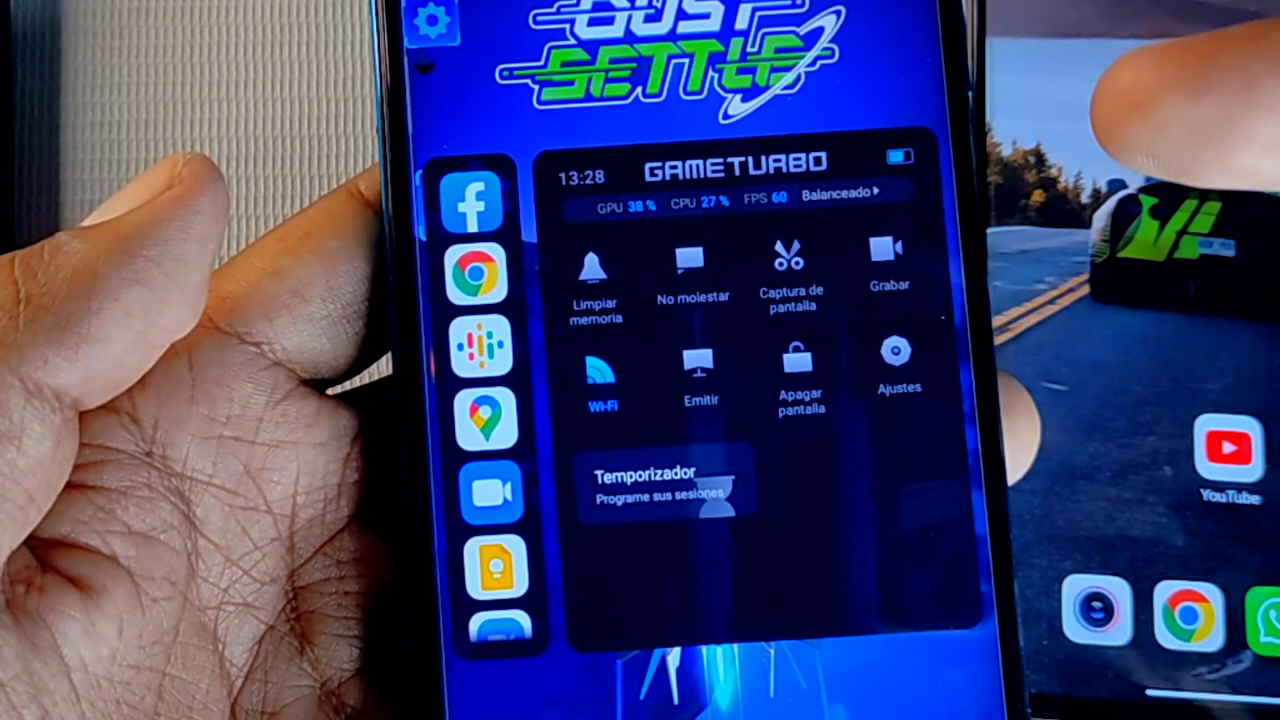 SETTLE
13:28 GAMETURBO
GPU 38 % CPU 27 % FPS 60 Balanceado
Limpiar
memoria
No molestar
Captura de
pantalla
Grabar
Wi-Fi
Emitir
Apagar
pantalla
Ajustes
Temporizador
Programe sus sesiones
YouTube